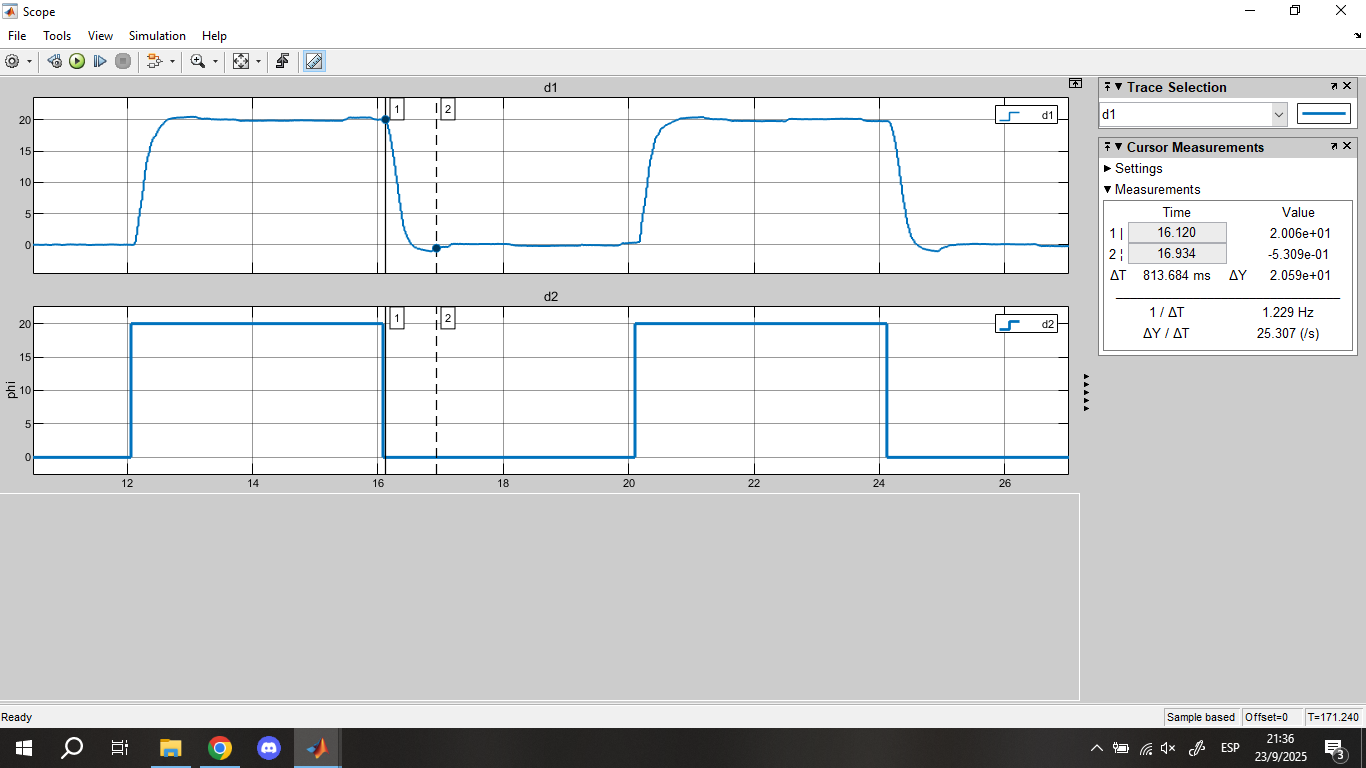 Scope
File Tools View Simulation Help
d1
1 2
d1
20
15
10
5
0
d2
1 2
d2
20
15
10
5
0
phi
12 14 16 18 20 22 24 26
Trace Selection
d1
Cursor Measurements
Settings
Measurements
Time Value
1 | 16.120 2.006e+01
2 ¦ 16.934 -5.309e-01
ΔT 813.684 ms ΔY 2.059e+01
1 / ΔT 1.229 Hz
ΔY / ΔT 25.307 (/s)
Ready
Sample based Offset=0 T=171.240
ESP
21:36
23/9/2025
3